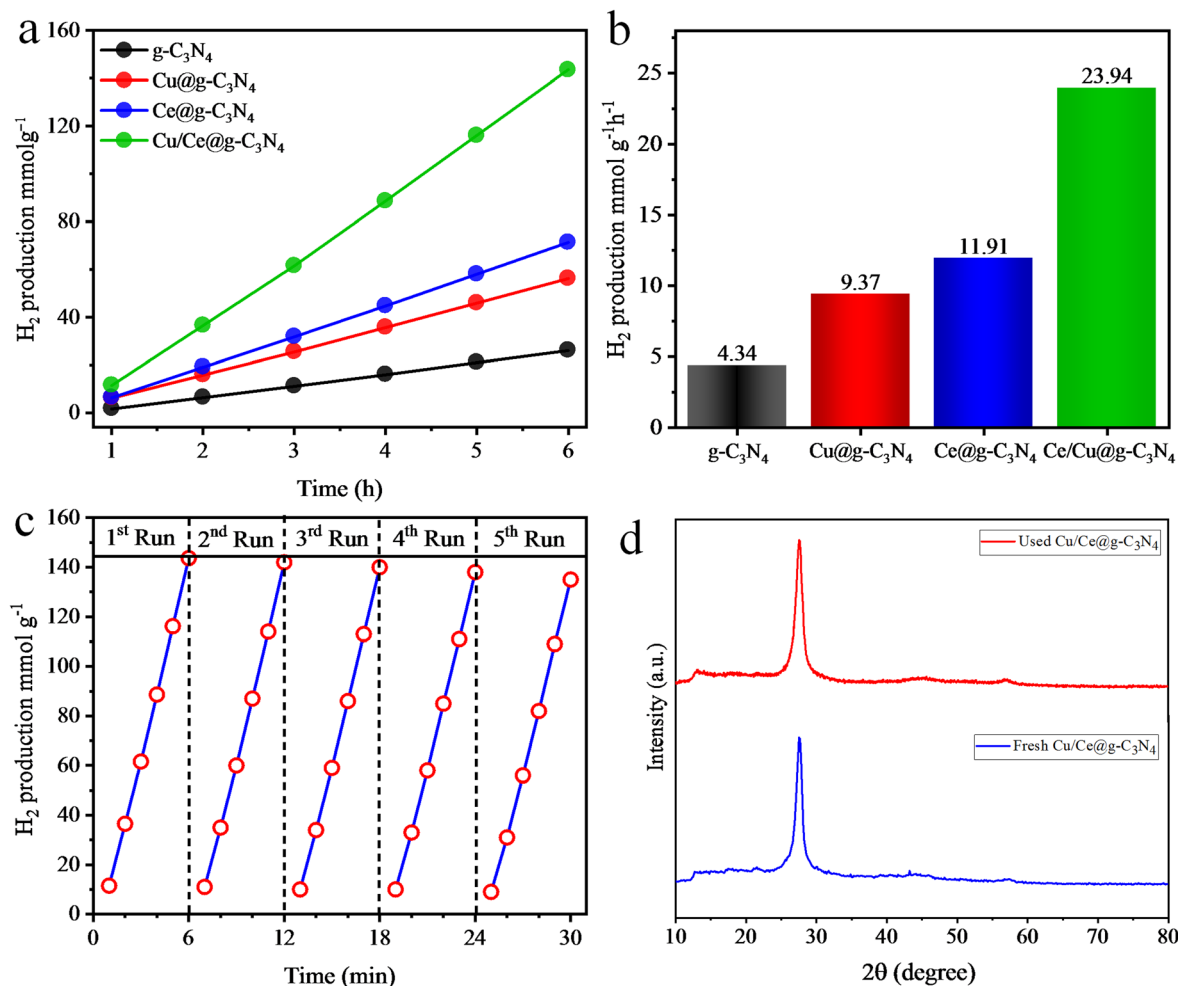 a
160
120
80
40
0
H₂ production mmolg⁻¹
g-C₃N₄
Cu@g-C₃N₄
Ce@g-C₃N₄
Cu/Ce@g-C₃N₄
1 2 3 4 5 6
Time (h)
b
25
20
15
10
5
0
H₂ production mmol g⁻¹h⁻¹
4.34
9.37
11.91
23.94
g-C₃N₄ Cu@g-C₃N₄ Ce@g-C₃N₄ Ce/Cu@g-C₃N₄
c
160
140
120
100
80
60
40
20
0
H₂ production mmol g⁻¹
1ˢᵗ Run 2ⁿᵈ Run 3ʳᵈ Run 4ᵗʰ Run 5ᵗʰ Run
0 6 12 18 24 30
Time (min)
d
Intensity (a.u.)
Used Cu/Ce@g-C₃N₄
Fresh Cu/Ce@g-C₃N₄
10 20 30 40 50 60 70 80
2θ (degree)